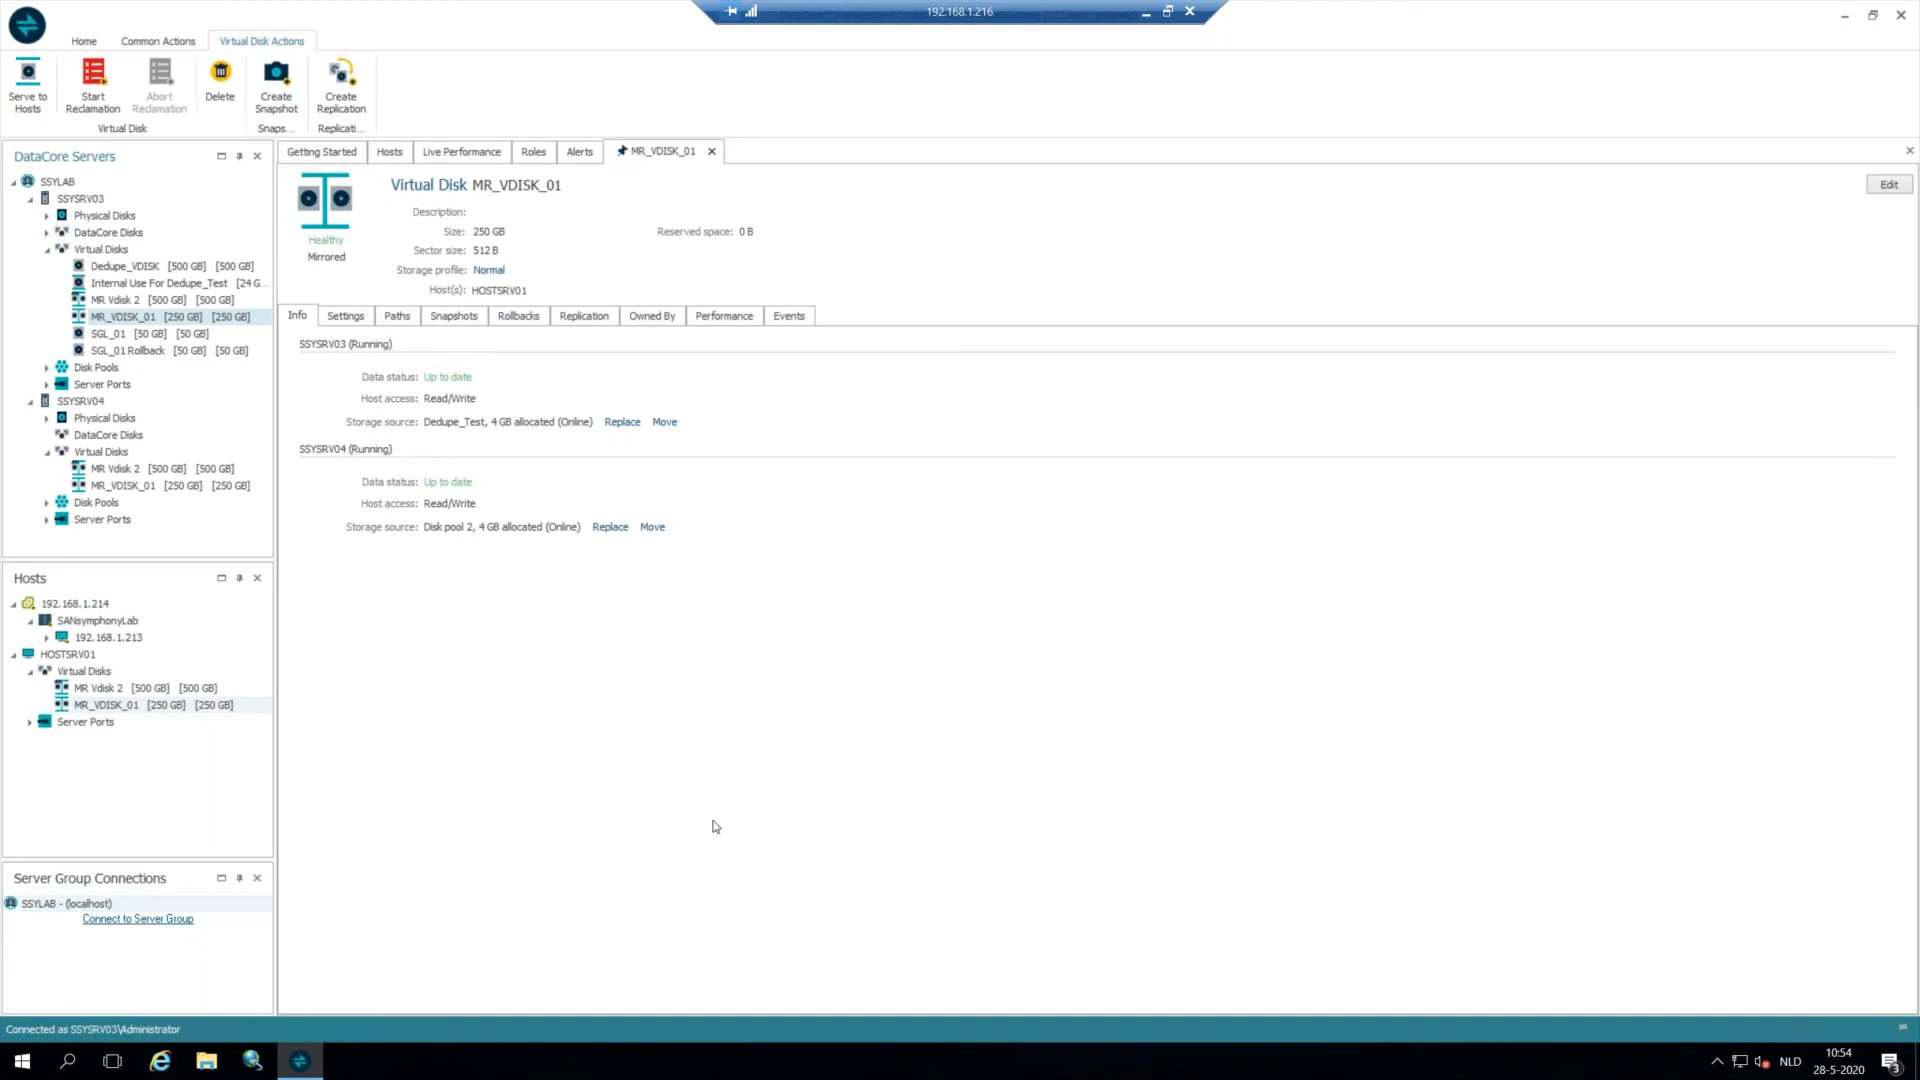 192.168.1.216
Home Common Actions Virtual Disk Actions
Serve to Hosts
Start Reclamation
Abort Reclamation
Delete
Create Snapshot
Create Replication
Virtual Disk Snaps... Replicati...
DataCore Servers
SSYLAB
SSYSRV03
Physical Disks
DataCore Disks
Virtual Disks
Dedupe_VDISK [500 GB] [500 GB]
Internal Use For Dedupe_Test [24 G...
MR Vdisk 2 [500 GB] [500 GB]
MR_VDISK_01 [250 GB] [250 GB]
SGL_01 [50 GB] [50 GB]
SGL_01 Rollback [50 GB] [50 GB]
Disk Pools
Server Ports
SSYSRV04
Physical Disks
DataCore Disks
Virtual Disks
MR Vdisk 2 [500 GB] [500 GB]
MR_VDISK_01 [250 GB] [250 GB]
Disk Pools
Server Ports
Hosts
192.168.1.214
SANsymphonyLab
192.168.1.213
HOSTSRV01
Virtual Disks
MR Vdisk 2 [500 GB] [500 GB]
MR_VDISK_01 [250 GB] [250 GB]
Server Ports
Server Group Connections
SSYLAB - (localhost)
Connect to Server Group
Getting Started Hosts Live Performance Roles Alerts MR_VDISK_01
Virtual Disk MR_VDISK_01
Edit
Healthy
Mirrored
Description:
Size: 250 GB Reserved space: 0 B
Sector size: 512 B
Storage profile: Normal
Host(s): HOSTSRV01
Info Settings Paths Snapshots Rollbacks Replication Owned By Performance Events
SSYSRV03 (Running)
Data status: Up to date
Host access: Read/Write
Storage source: Dedupe_Test, 4 GB allocated (Online) Replace Move
SSYSRV04 (Running)
Data status: Up to date
Host access: Read/Write
Storage source: Disk pool 2, 4 GB allocated (Online) Replace Move
Connected as SSYSRV03\Administrator
NLD
10:54
28-5-2020
3